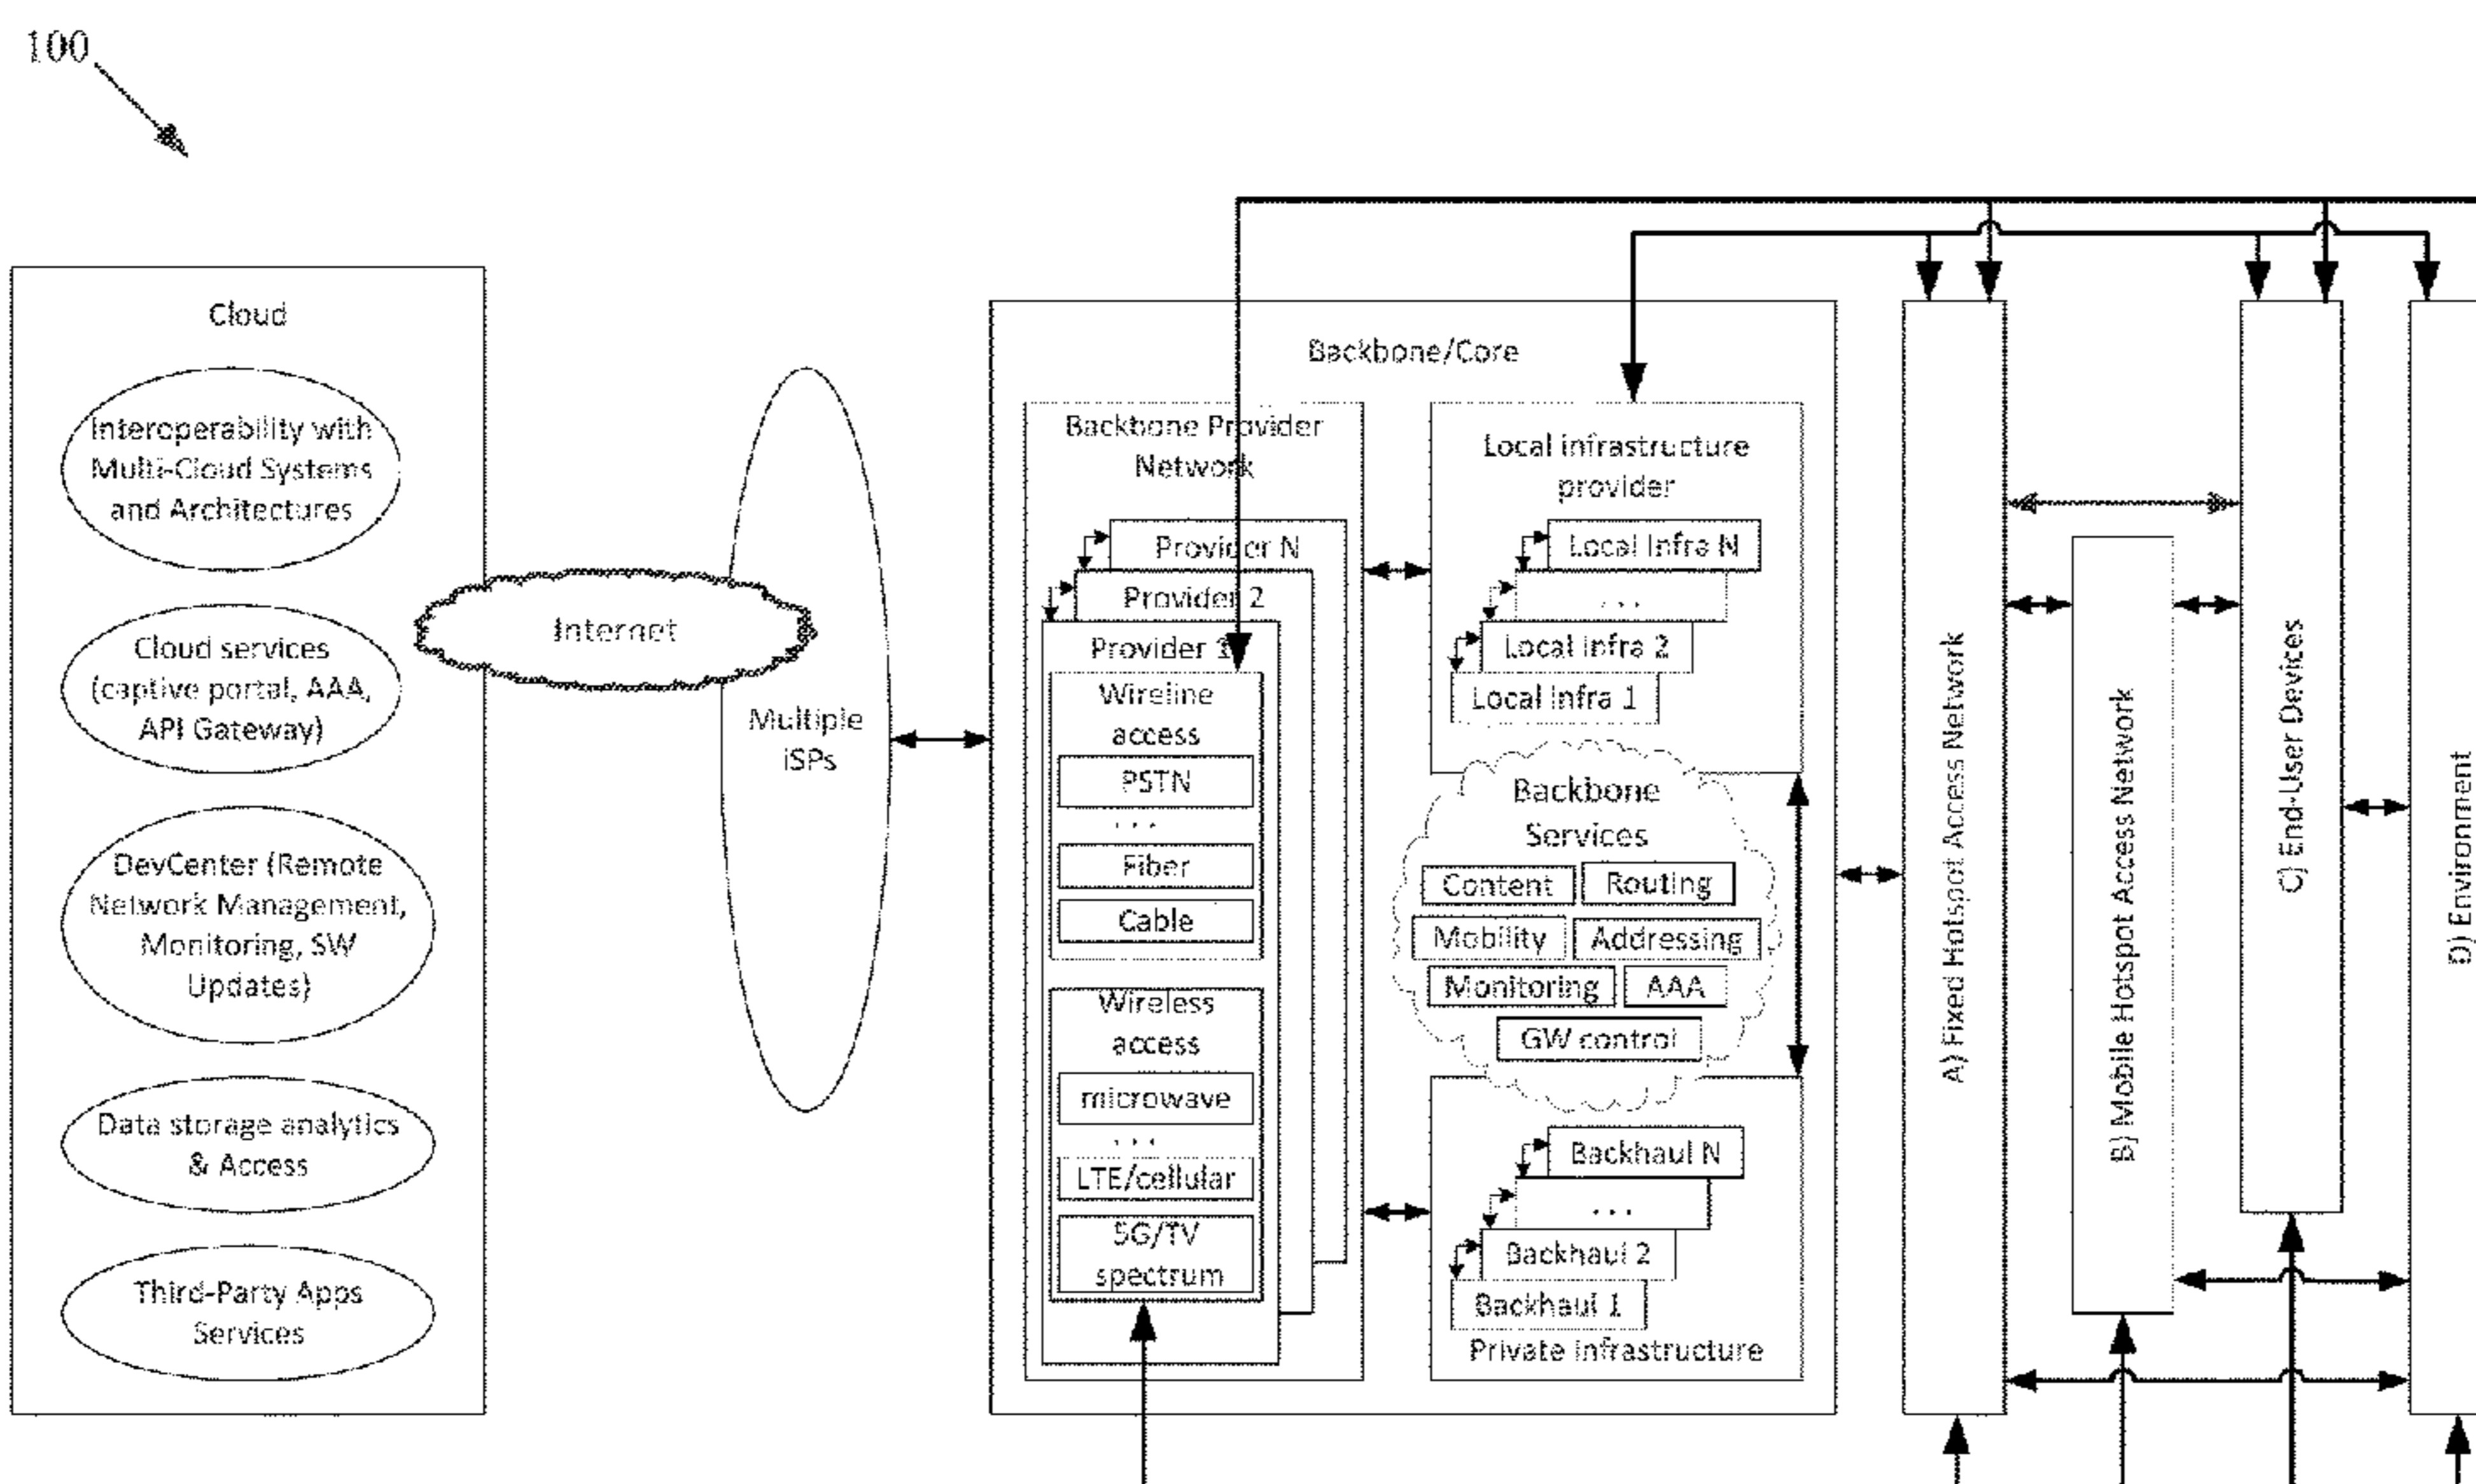 100
Cloud
Interoperability with
Multi-Cloud Systems
and Architectures
Cloud services
(captive portal, AAA,
API Gateway)
DevCenter (Remote
Network Management,
Monitoring, SW
Updates)
Data storage analytics
& Access
Third-Party Apps
Services
Internet
Multiple
iSPs
Backbone/Core
Backbone Provider
Network
Provider N
Provider 2
Provider 1
Wireline
access
PSTN
...
Fiber
Cable
Wireless
access
microwave
...
LTE/cellular
5G/TV
spectrum
Local infrastructure
provider
Local Infra N
...
Local Infra 2
Local Infra 1
Backbone
Services
Content
Routing
Mobility
Addressing
Monitoring
AAA
GW control
Backhaul N
...
Backhaul 2
Backhaul 1
Private Infrastructure
A) Fixed Hotspot Access Network
B) Mobile Hotspot Access Network
C) End-User Devices
D) Environment